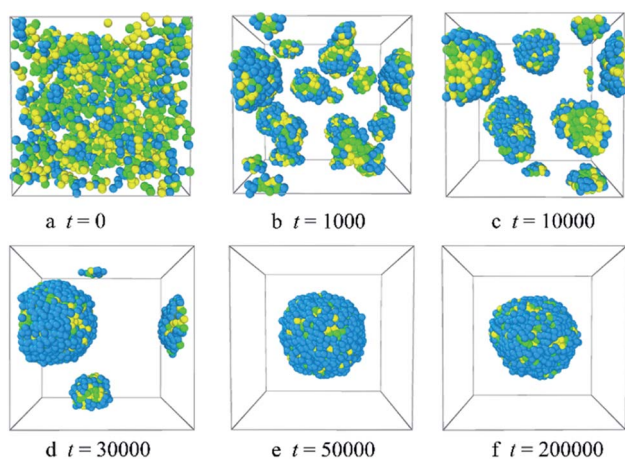 a t = 0
b t = 1000
c t = 10000
d t = 30000
e t = 50000
f t = 200000